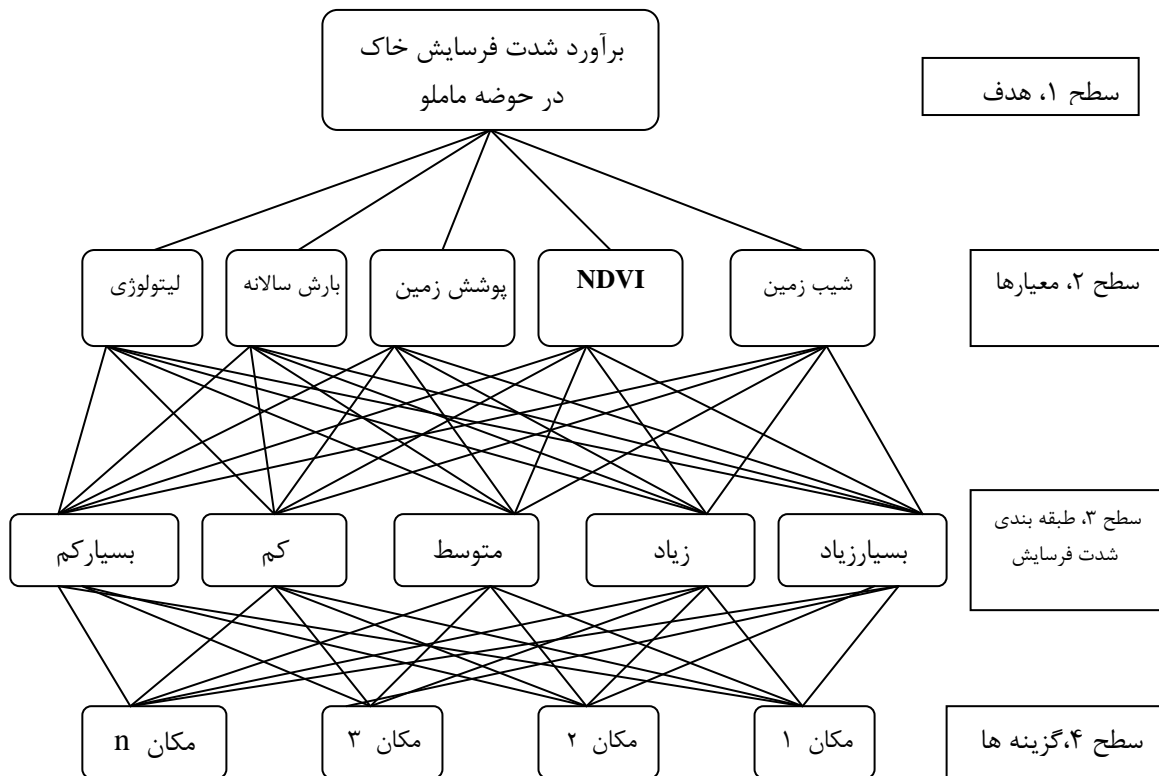 برآورد شدت فرسایش خاک
در حوضه ماملو
سطح ۱، هدف
شیب زمین
NDVI
پوشش زمین
بارش سالانه
لیتولوژی
سطح ۲، معیارها
بسیارزیاد
زیاد
متوسط
کم
بسیارکم
سطح ۳، طبقه بندی
شدت فرسایش
مکان ۱
مکان ۲
مکان ۳
مکان n
سطح ۴،گزینه ها